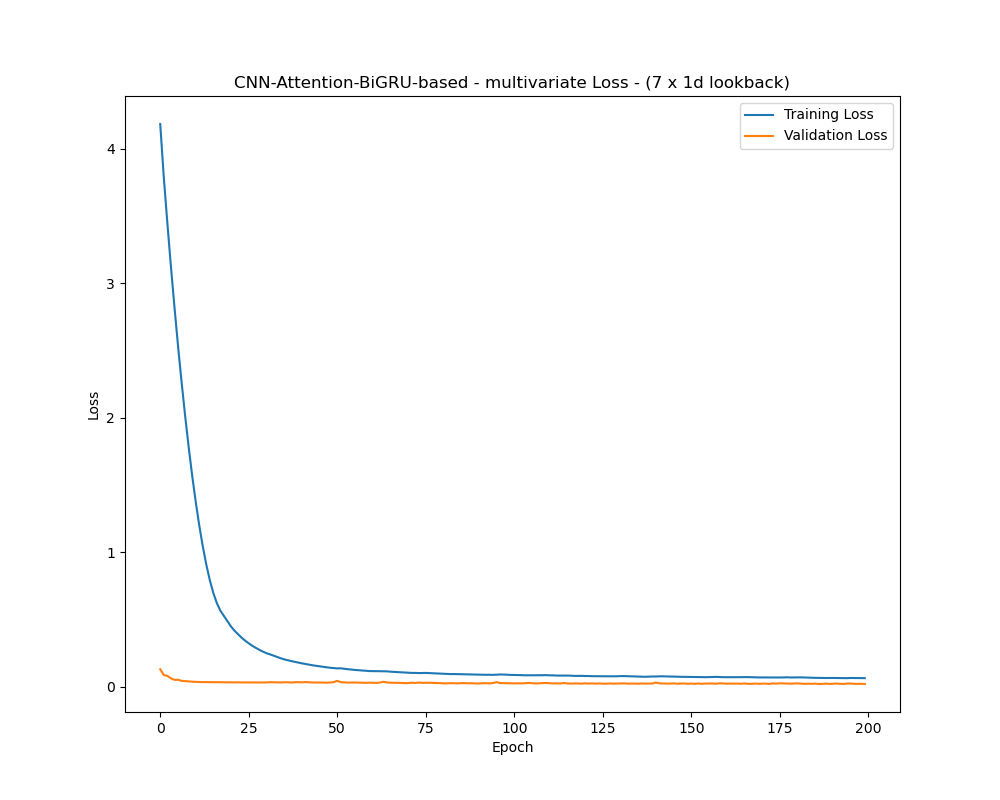 CNN-Attention-BiGRU-based - multivariate Loss - (7 x 1d lookback)
Training Loss
Validation Loss
4
3
2
1
0
Loss
0 25 50 75 100 125 150 175 200
Epoch